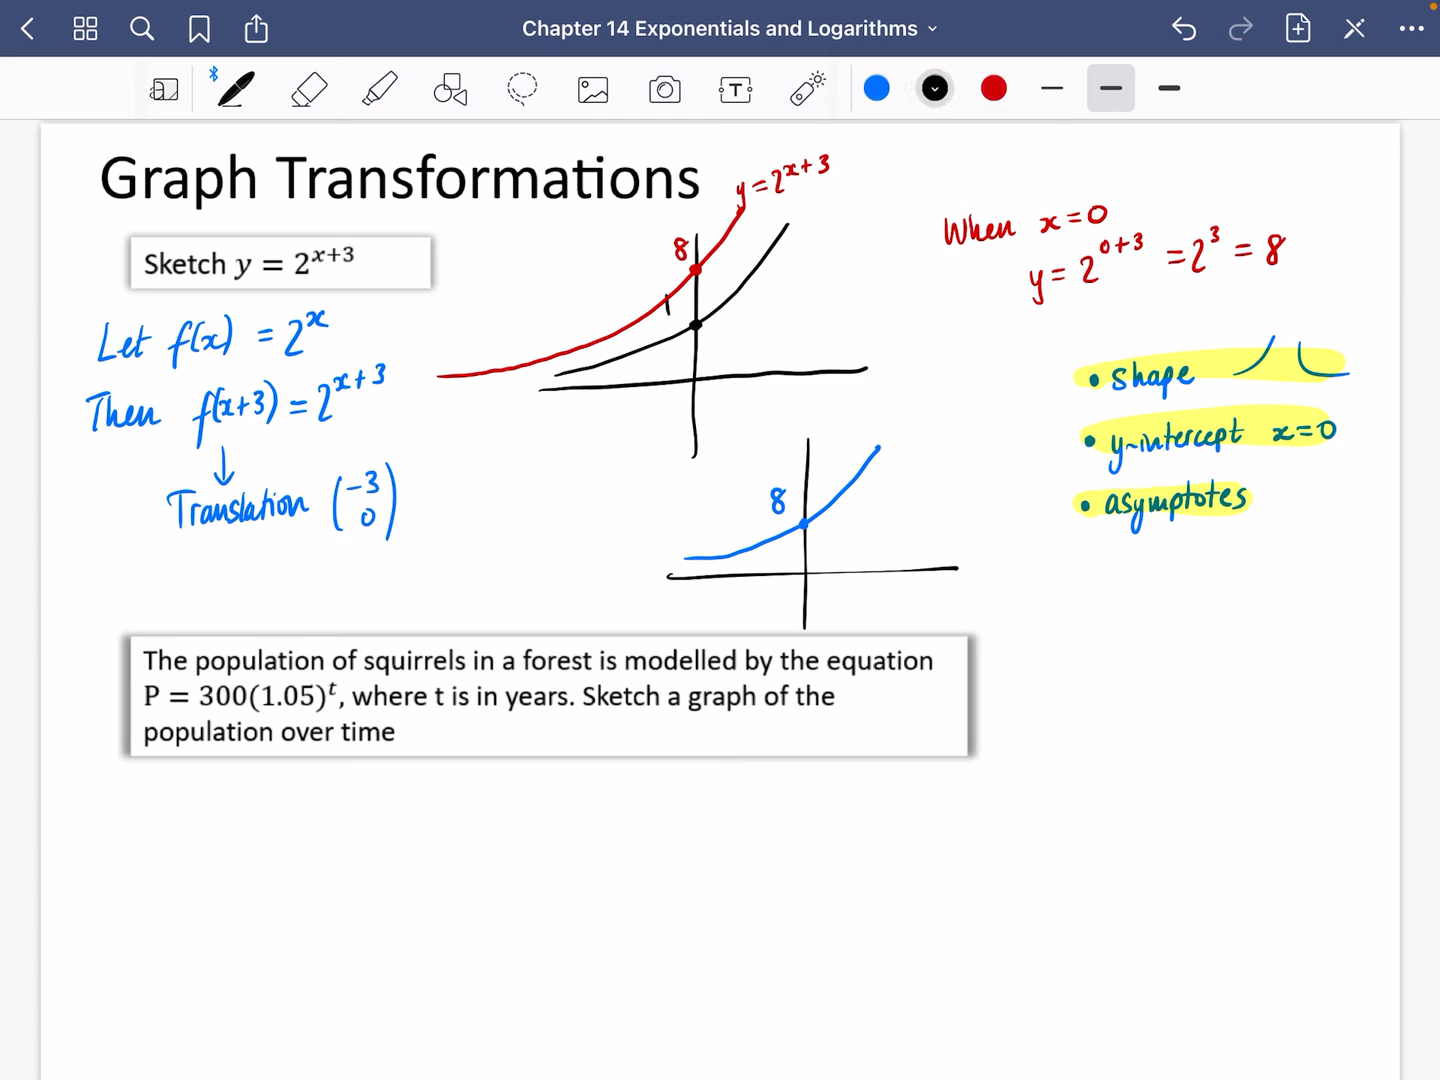 Chapter 14 Exponentials and Logarithms
Graph Transformations
Sketch y = 2^{x+3}
y = 2^{x+3}
8
1
When x = 0
y = 2^{0+3} = 2^3 = 8
Let f(x) = 2^x
Then f(x+3) = 2^{x+3}
↓
Translation (-3 0)
• shape
• y-intercept x = 0
• asymptotes
8
The population of squirrels in a forest is modelled by the equation
P = 300(1.05)^t, where t is in years. Sketch a graph of the
population over time